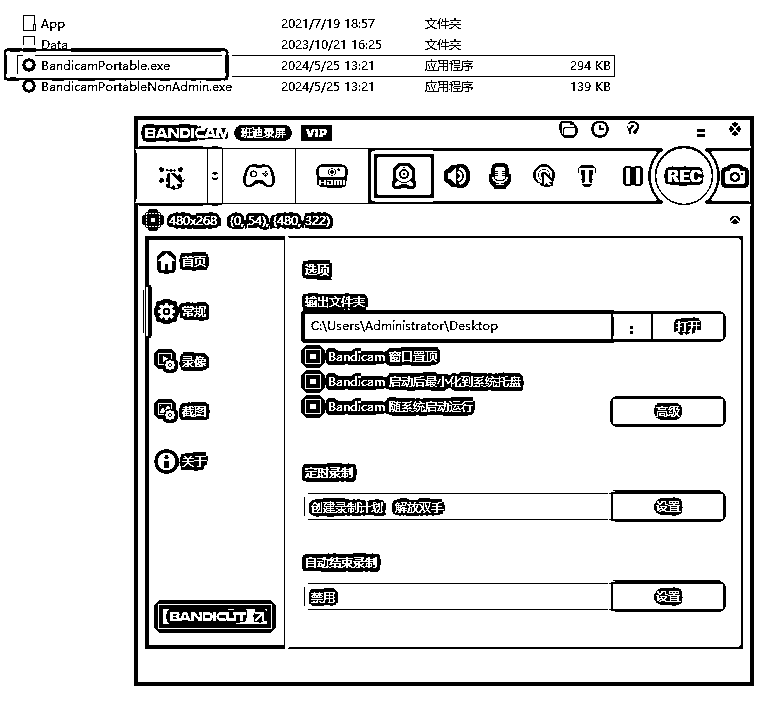 App 2021/7/19 18:57 文件夹
Data 2023/10/21 16:25 文件夹
BandicamPortable.exe 2024/5/25 13:21 应用程序 294 KB
BandicamPortableNonAdmin.exe 2024/5/25 13:21 应用程序 139 KB
BANDICAM 班迪录屏 VIP
HDMI
REC
480x268 (0, 54), (480, 322)
首页
选项
常规
输出文件夹
C:\Users\Administrator\Desktop
打开
录像
Bandicam 窗口置顶
Bandicam 启动后最小化到系统托盘
截图
Bandicam 随系统启动运行
高级
关于
定时录制
创建录制计划 解放双手 设置
自动结束录制
禁用 设置
BANDICUT